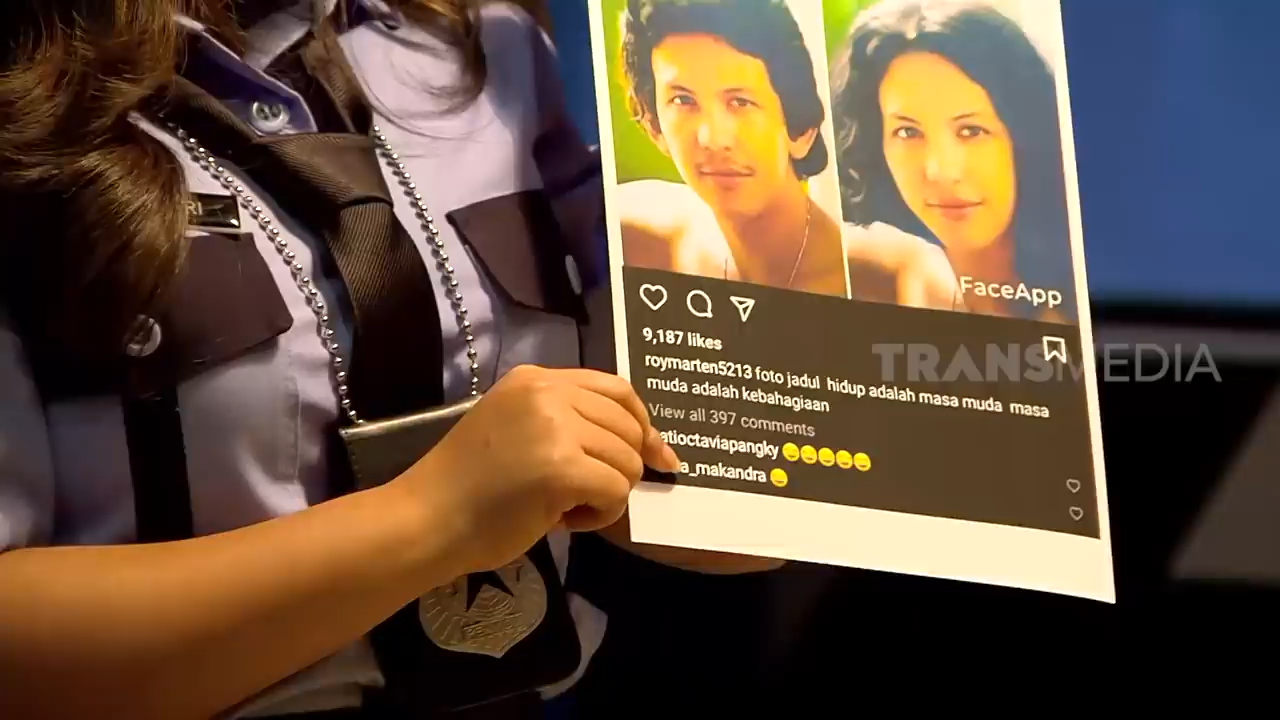 RI
FaceApp
9,187 likes
roymarten5213 foto jadul hidup adalah masa muda masa
muda adalah kebahagiaan
View all 397 comments
atioctaviapangky
a_makandra
TRANSMEDIA